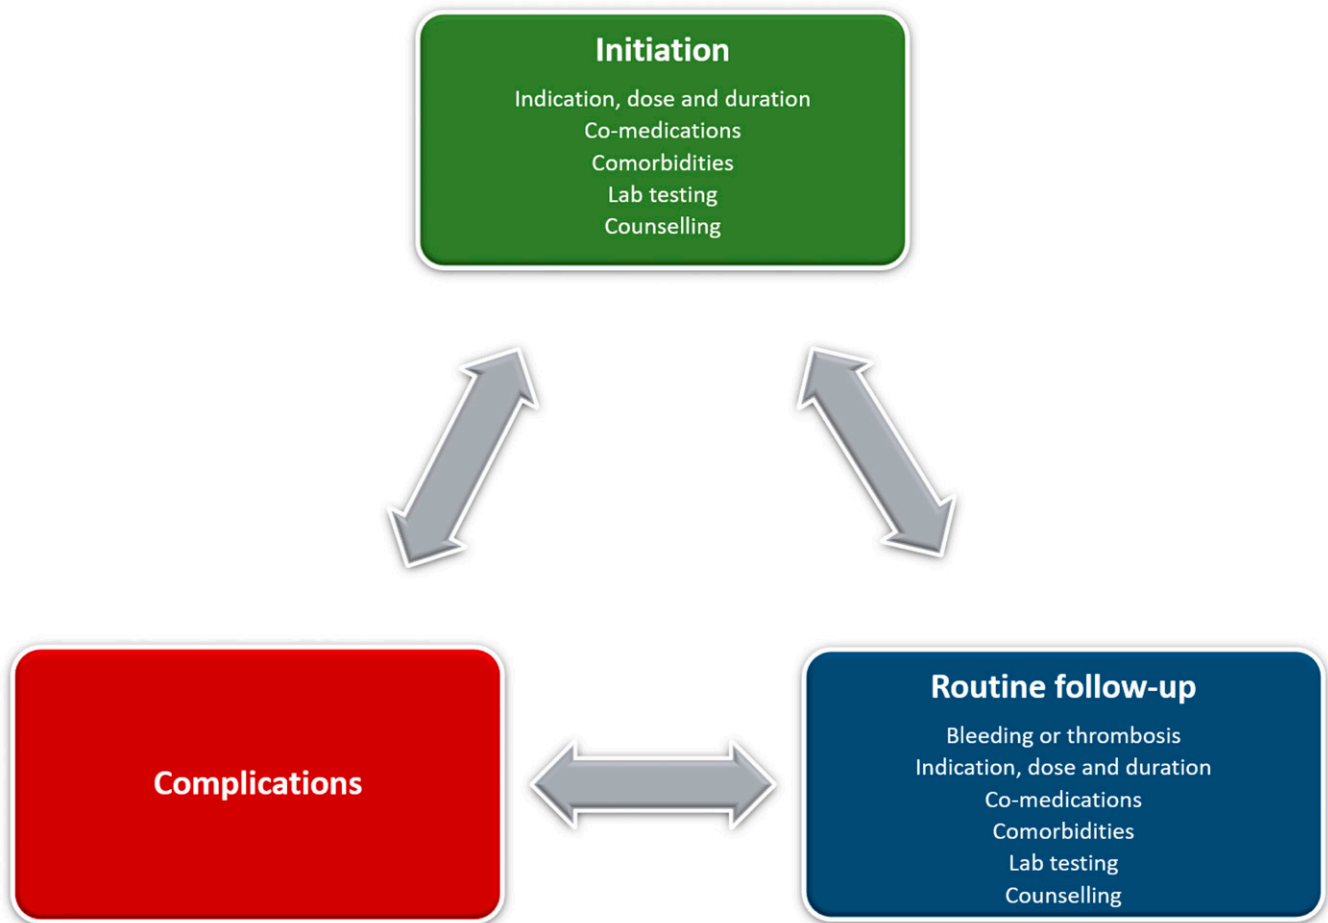 Initiation
Indication, dose and duration
Co-medications
Comorbidities
Lab testing
Counselling
Complications
Routine follow-up
Bleeding or thrombosis
Indication, dose and duration
Co-medications
Comorbidities
Lab testing
Counselling